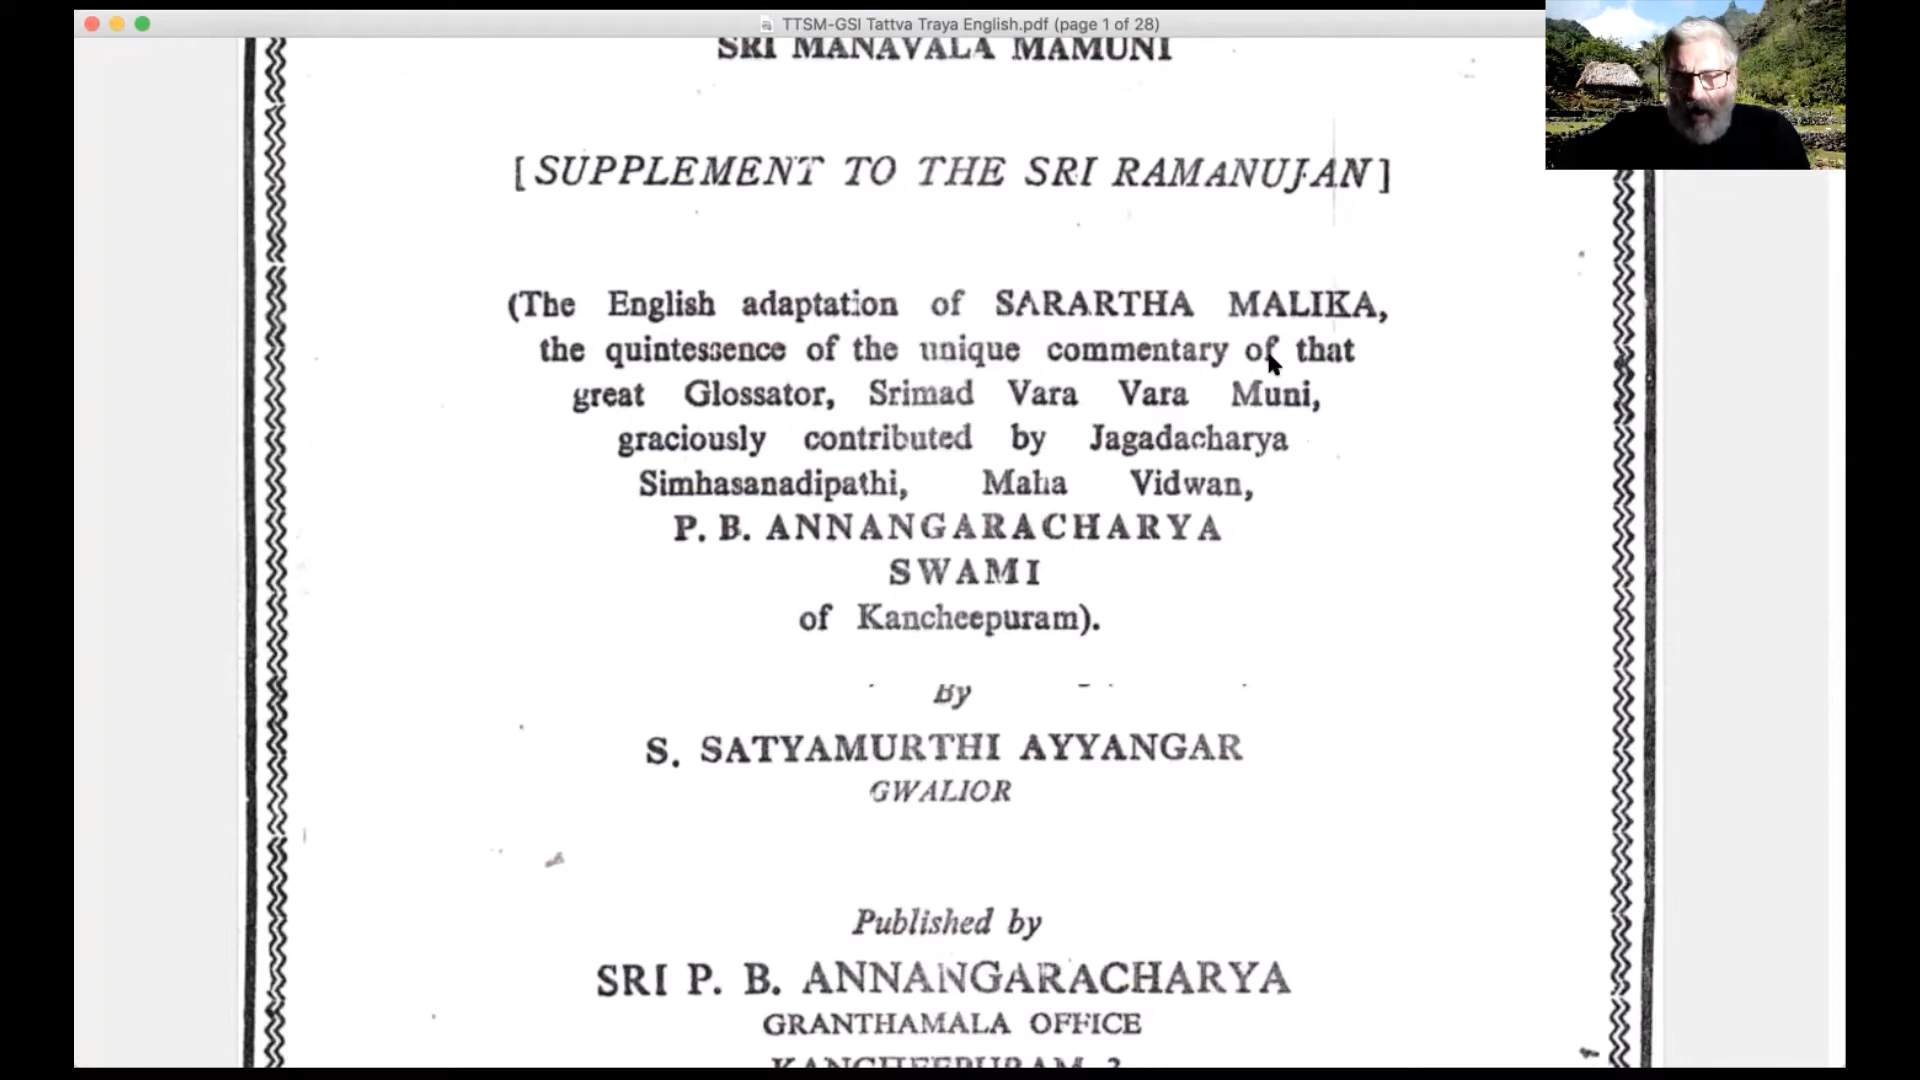 TTSM-GSI Tattva Traya English.pdf (page 1 of 28)
SRI MANAVALA MAMUNI
[SUPPLEMENT TO THE SRI RAMANUJAN]
(The English adaptation of SARARTHA MALIKA,
the quintessence of the unique commentary of that
great Glossator, Srimad Vara Vara Muni,
graciously contributed by Jagadacharya
Simhasanadipathi, Maha Vidwan,
P. B. ANNANGARACHARYA
SWAMI
of Kancheepuram).
By
S. SATYAMURTHI AYYANGAR
GWALIOR
Published by
SRI P. B. ANNANGARACHARYA
GRANTHAMALA OFFICE
KANCHEEPURAM